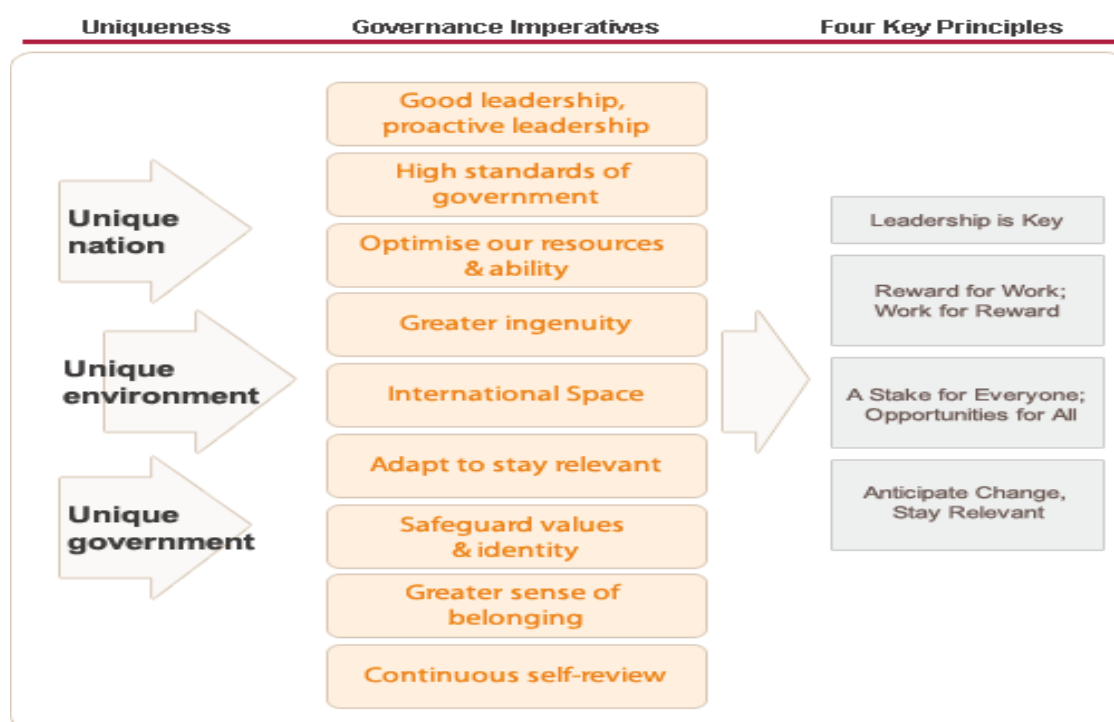 Uniqueness
Governance Imperatives
Four Key Principles
Unique
nation
Unique
environment
Unique
government
Good leadership,
proactive leadership
High standards of
government
Optimise our resources
& ability
Greater ingenuity
International Space
Adapt to stay relevant
Safeguard values
& identity
Greater sense of
belonging
Continuous self-review
Leadership is Key
Reward for Work;
Work for Reward
A Stake for Everyone;
Opportunities for All
Anticipate Change,
Stay Relevant